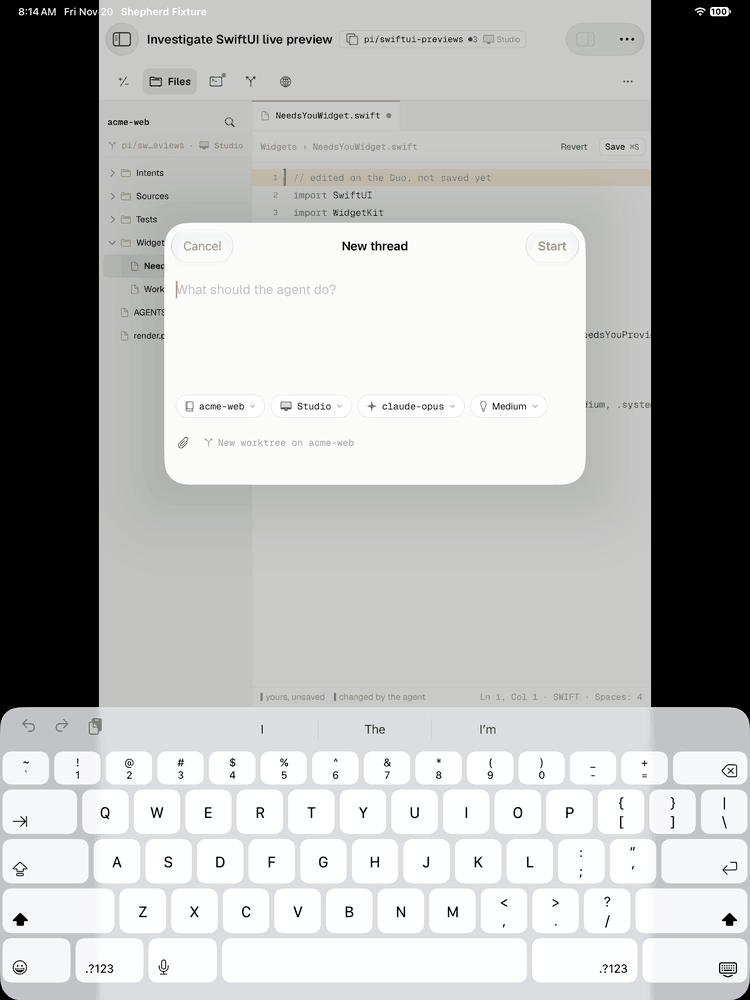 8:14 AM Fri Nov 20 Shepherd Fixture 100
Investigate SwiftUI live preview pi/swiftui-previews 3 Studio
Files
acme-web
NeedsYouWidget.swift
pi/sw…eviews · Studio
Widgets › NeedsYouWidget.swift Revert Save ⌘S
Intents
Sources
Tests
Widget
Need
Work
AGENTS
render.p
1 // edited on the Duo, not saved yet
2 import SwiftUI
3 import WidgetKit
eedsYouProvi
dium, .system
Cancel New thread Start
What should the agent do?
acme-web Studio claude-opus Medium
New worktree on acme-web
yours, unsaved changed by the agent Ln 1, Col 1 · SWIFT · Spaces: 4
I The I'm
~ ! @ # $ % ^ & * ( ) _ +
` 1 2 3 4 5 6 7 8 9 0 - =
Q W E R T Y U I O P { } |
[ ] \
A S D F G H J K L : "
; '
Z X C V B N M < > ?
, . /
.?123 .?123